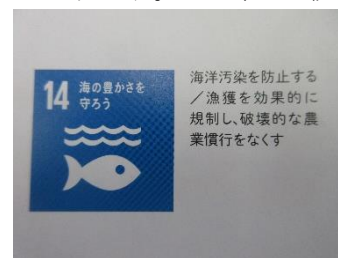 14 海の豊かさを
守ろう
海洋汚染を防止する
／漁獲を効果的に
規制し、破壊的な農
業慣行をなくす